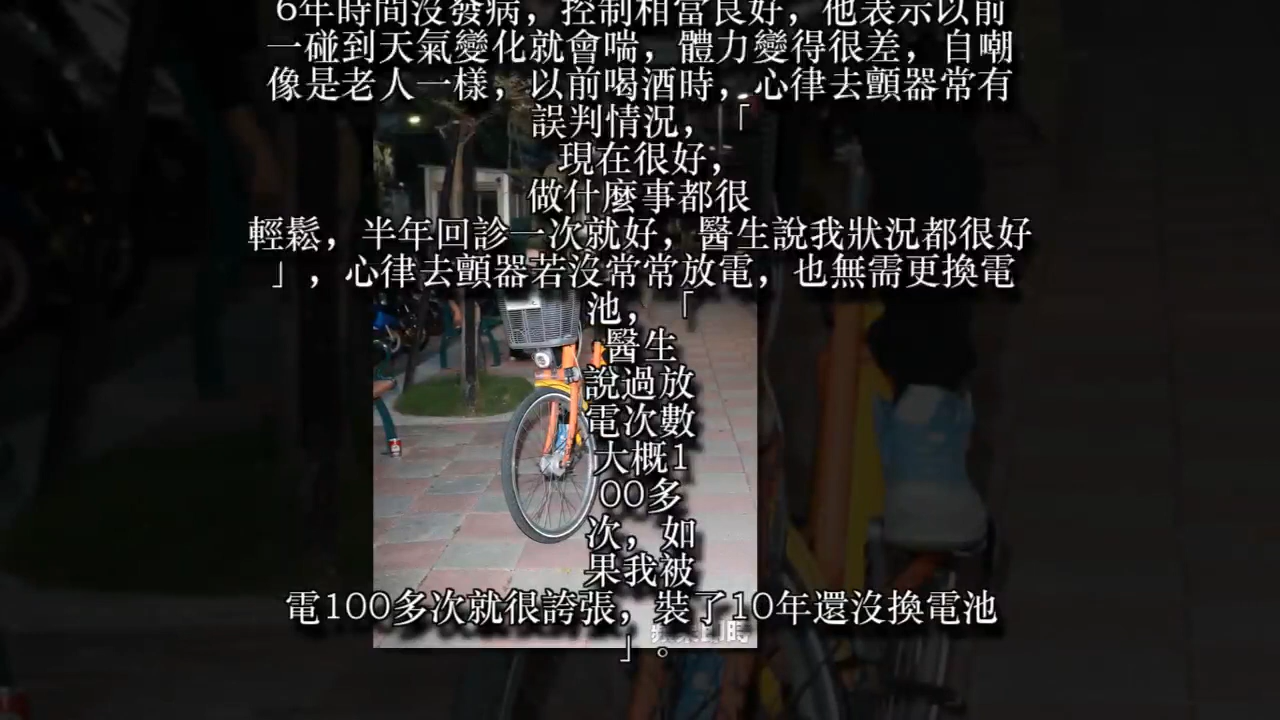 6年時間沒發病，控制相當良好，他表示以前
一碰到天氣變化就會喘，體力變得很差，自嘲
像是老人一樣，以前喝酒時，心律去顫器常有
誤判情況，「
現在很好，
做什麼事都很
輕鬆，半年回診一次就好，醫生說我狀況都很好
」，心律去顫器若沒常常放電，也無需更換電
池，「
醫生
說過放
電次數
大概1
00多
次，如
果我被
電100多次就很誇張，裝了10年還沒換電池
」。